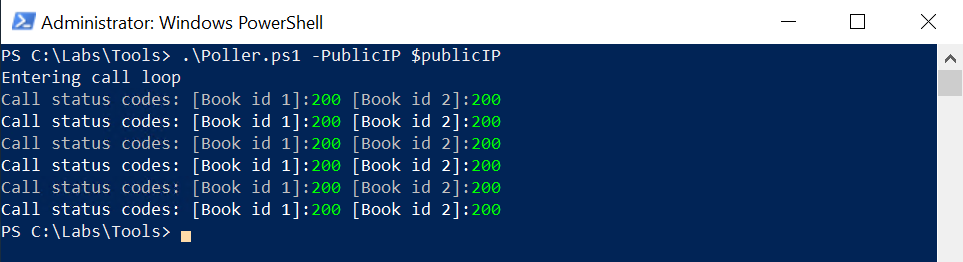 Administrator: Windows PowerShell
PS C:\Labs\Tools> .\Poller.ps1 -PublicIP $publicIP
Entering call loop
Call status codes: [Book id 1]:200 [Book id 2]:200
Call status codes: [Book id 1]:200 [Book id 2]:200
Call status codes: [Book id 1]:200 [Book id 2]:200
Call status codes: [Book id 1]:200 [Book id 2]:200
Call status codes: [Book id 1]:200 [Book id 2]:200
Call status codes: [Book id 1]:200 [Book id 2]:200
PS C:\Labs\Tools>